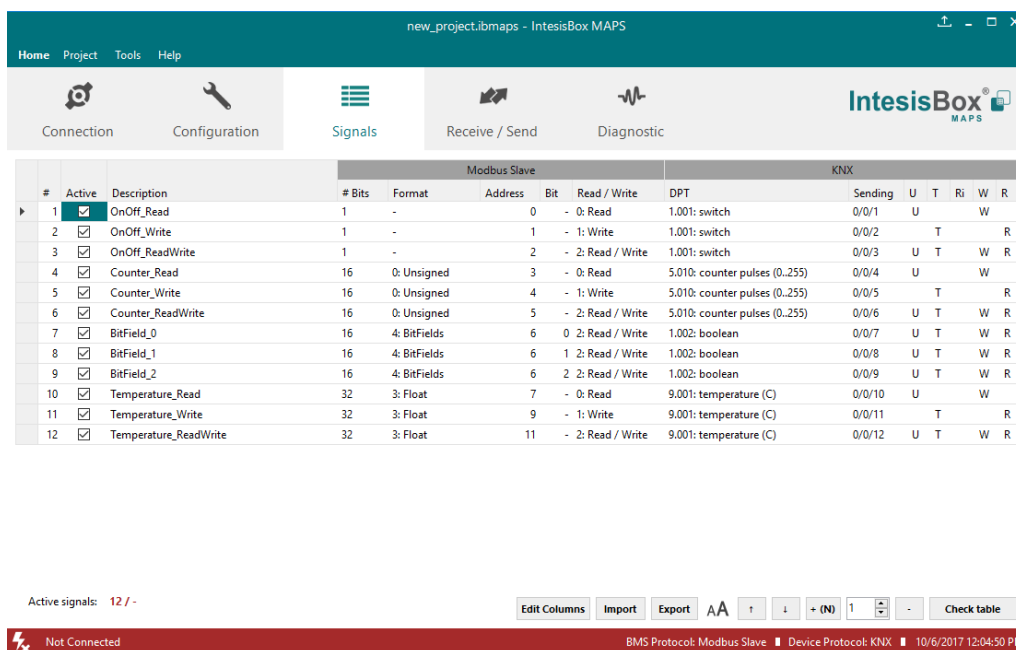 new_project.ibmaps - IntesisBox MAPS
Home Project Tools Help
Connection Configuration Signals Receive / Send Diagnostic
IntesisBox® MAPS
Modbus Slave KNX
# Active Description # Bits Format Address Bit Read / Write DPT Sending U T Ri W R
1 OnOff_Read 1 - 0 - 0: Read 1.001: switch 0/0/1 U W
2 OnOff_Write 1 - 1 - 1: Write 1.001: switch 0/0/2 T R
3 OnOff_ReadWrite 1 - 2 - 2: Read / Write 1.001: switch 0/0/3 U T W R
4 Counter_Read 16 0: Unsigned 3 - 0: Read 5.010: counter pulses (0..255) 0/0/4 U W
5 Counter_Write 16 0: Unsigned 4 - 1: Write 5.010: counter pulses (0..255) 0/0/5 T R
6 Counter_ReadWrite 16 0: Unsigned 5 - 2: Read / Write 5.010: counter pulses (0..255) 0/0/6 U T W R
7 BitField_0 16 4: BitFields 6 0 2: Read / Write 1.002: boolean 0/0/7 U T W R
8 BitField_1 16 4: BitFields 6 1 2: Read / Write 1.002: boolean 0/0/8 U T W R
9 BitField_2 16 4: BitFields 6 2 2: Read / Write 1.002: boolean 0/0/9 U T W R
10 Temperature_Read 32 3: Float 7 - 0: Read 9.001: temperature (C) 0/0/10 U W
11 Temperature_Write 32 3: Float 9 - 1: Write 9.001: temperature (C) 0/0/11 T R
12 Temperature_ReadWrite 32 3: Float 11 - 2: Read / Write 9.001: temperature (C) 0/0/12 U T W R
Active signals: 12 / -
Edit Columns Import Export AA ↑ ↓ + (N) 1 - Check table
Not Connected BMS Protocol: Modbus Slave Device Protocol: KNX 10/6/2017 12:04:50 P